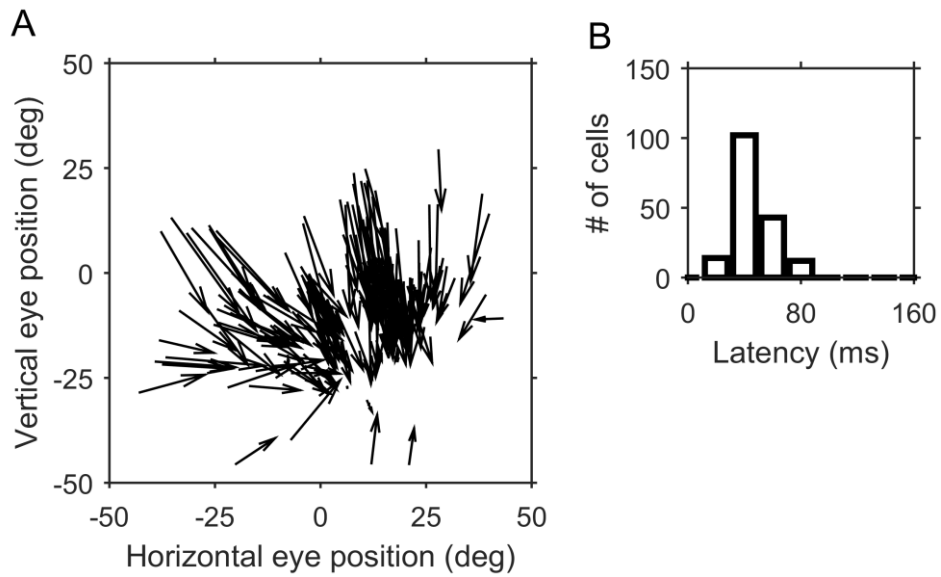 A
50
25
0
-25
-50
Vertical eye position (deg)
-50 -25 0 25 50
Horizontal eye position (deg)
B
150
100
50
0
# of cells
0 80 160
Latency (ms)